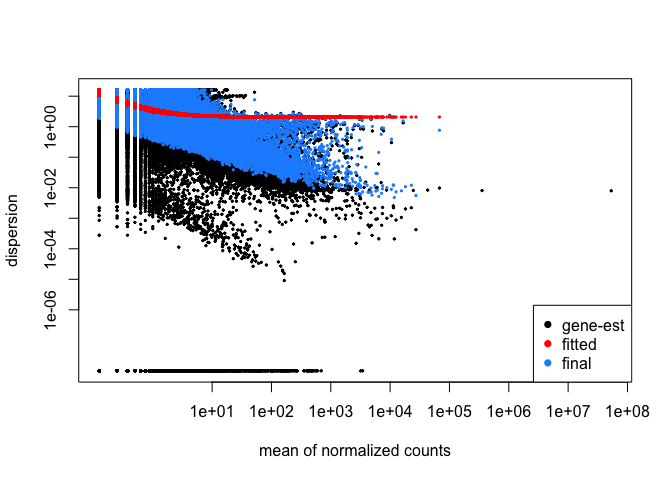 dispersion
1e+00
1e-02
1e-04
1e-06
gene-est
fitted
final
1e+01 1e+02 1e+03 1e+04 1e+05 1e+06 1e+07 1e+08
mean of normalized counts